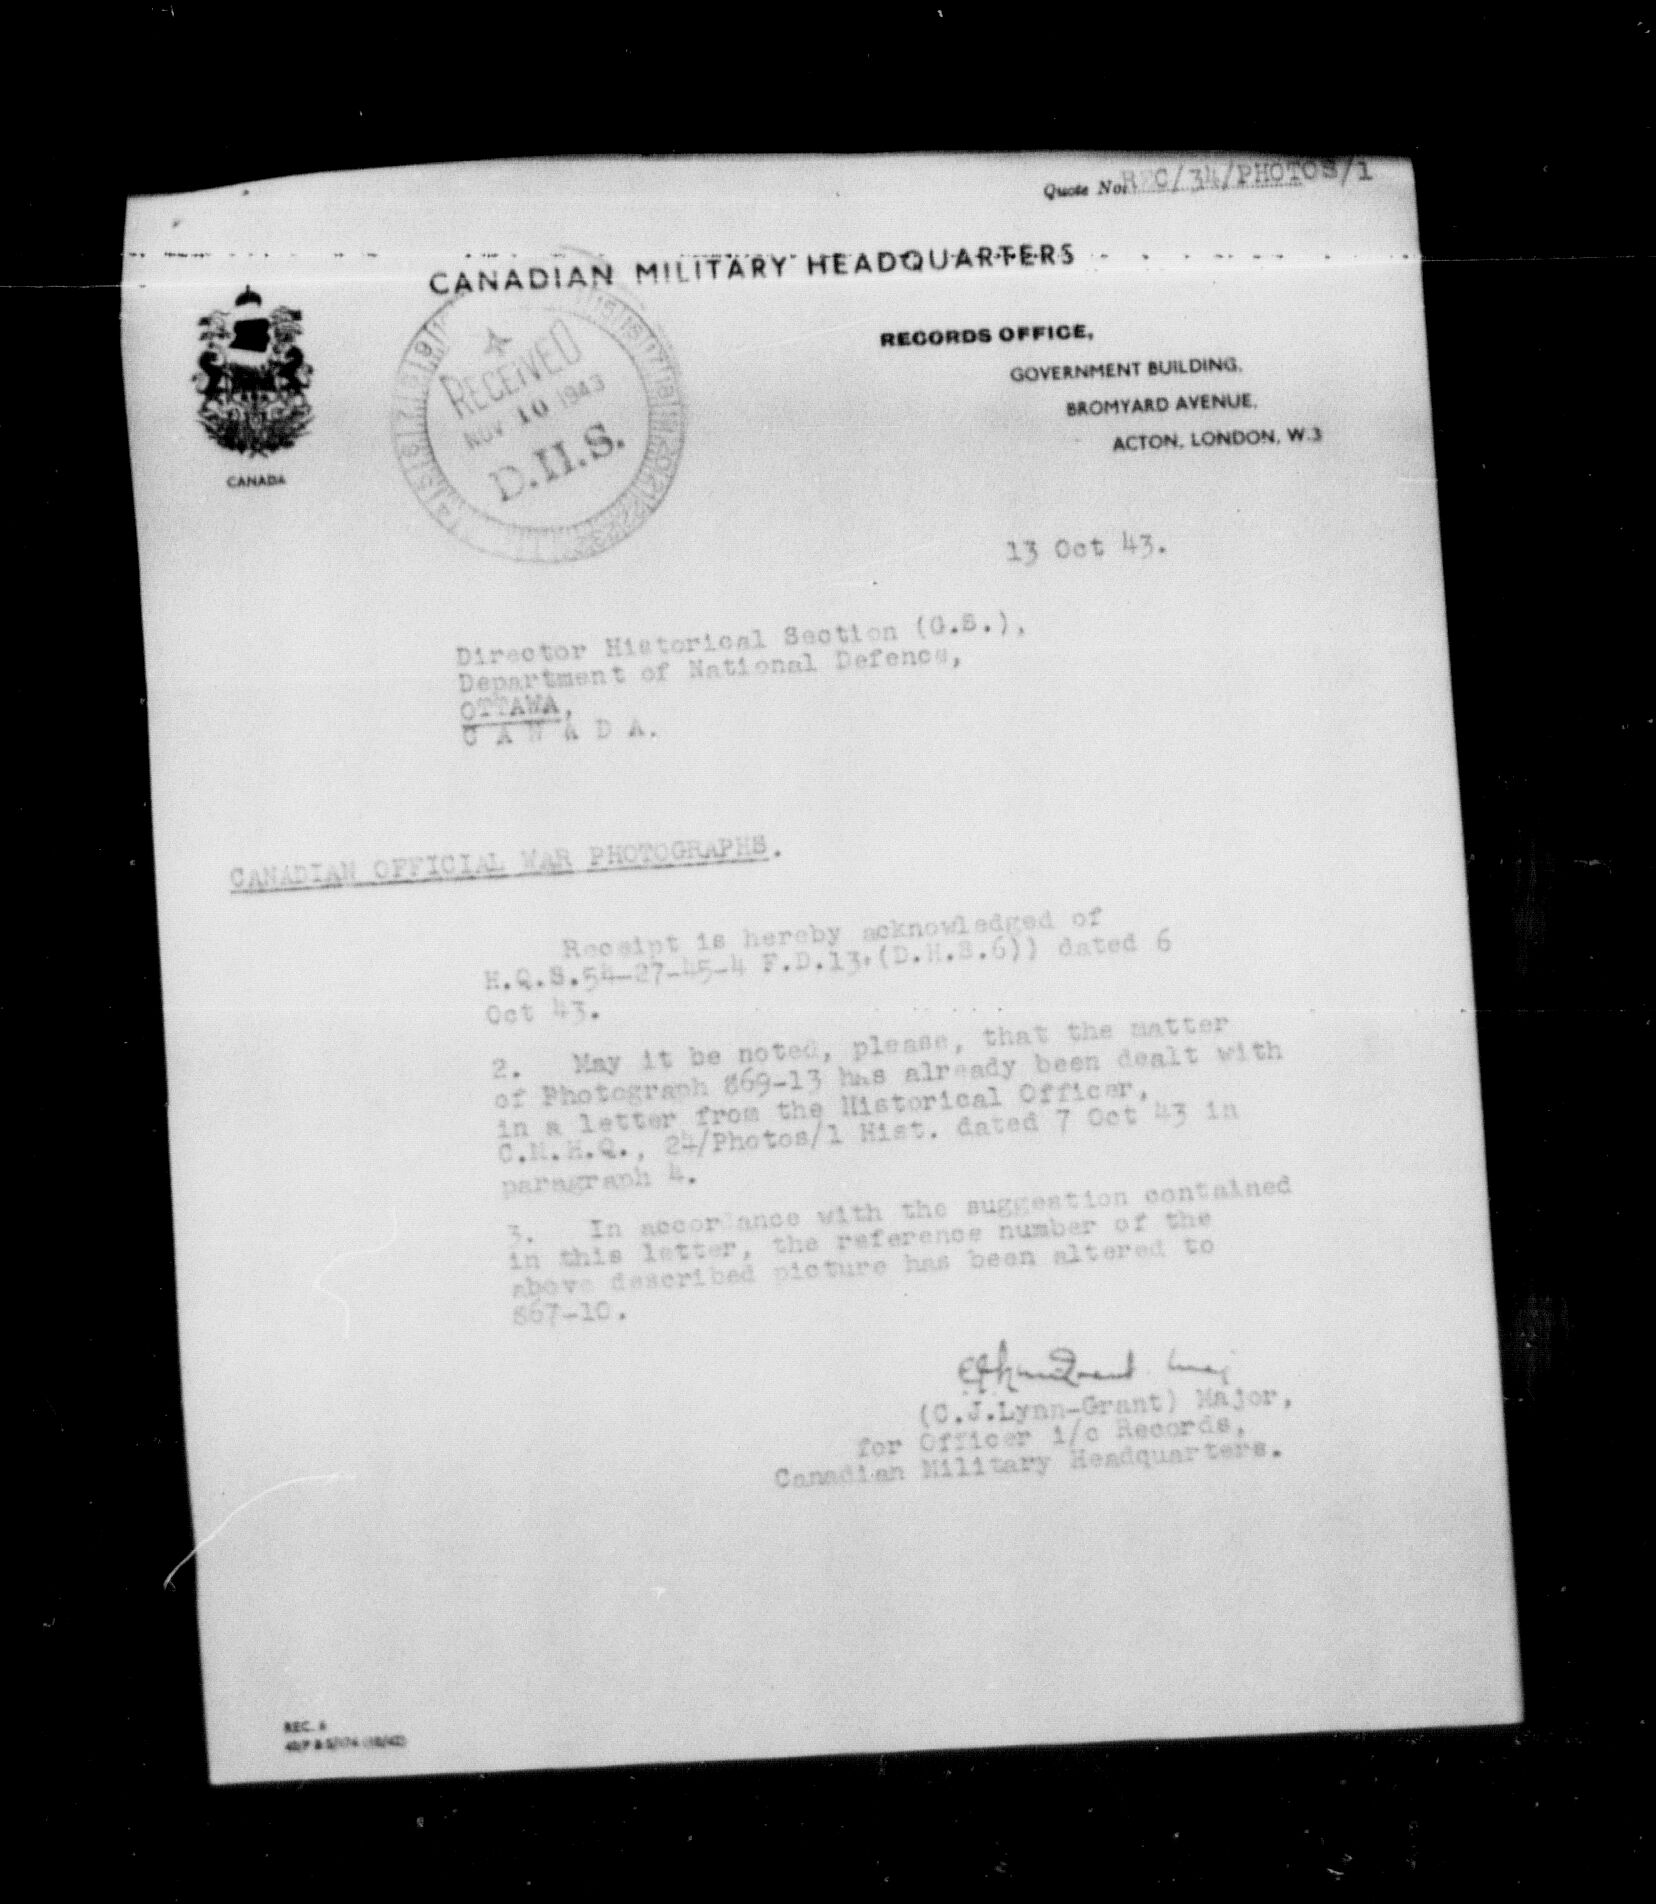 Quote No. REC/34/PHOTOS/1
CANADIAN MILITARY HEADQUARTERS
RECORDS OFFICE,
GOVERNMENT BUILDING,
BROMYARD AVENUE,
ACTON, LONDON, W.3
CANADA
RECEIVED
NOV 10 1943
D.H.S.
13 Oct 43.
Director Historical Section (G.S.),
Department of National Defence,
OTTAWA,
C A N A D A.
CANADIAN OFFICIAL WAR PHOTOGRAPHS.
Receipt is hereby acknowledged of
H.Q.S.54-27-45-4 F.D.13.(D.H.S.6)) dated 6
Oct 43.
2. May it be noted, please, that the matter
of Photograph 869-13 has already been dealt with
in a letter from the Historical Officer,
C.M.H.Q., 24/Photos/1 Hist. dated 7 Oct 43 in
paragraph 4.
3. In accordance with the suggestion contained
in this letter, the reference number of the
above described picture has been altered to
867-10.
(C.J.Lynn-Grant) Major,
for Officer i/c Records,
Canadian Military Headquarters.
REC. 6